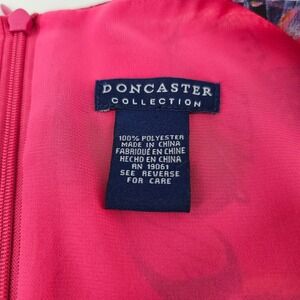 DONCASTER
COLLECTION
100% POLYESTER
MADE IN CHINA
FABRIQUÉ EN CHINE
HECHO EN CHINA
RN 19061
SEE REVERSE
FOR CARE